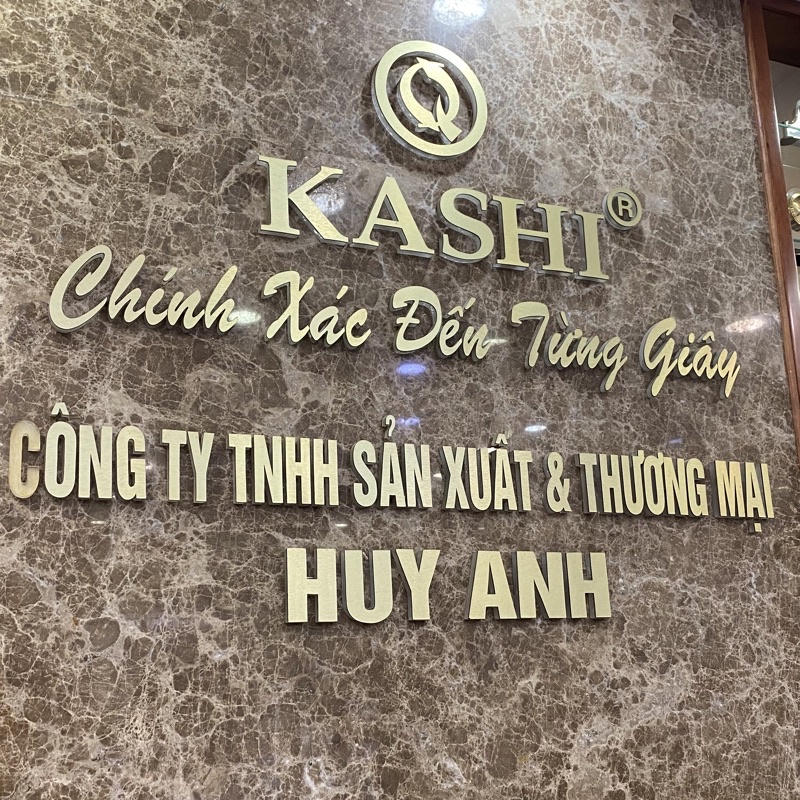 KASHI®
Chính Xác Đến Từng Giây
CÔNG TY TNHH SẢN XUẤT & THƯƠNG MẠI
HUY ANH